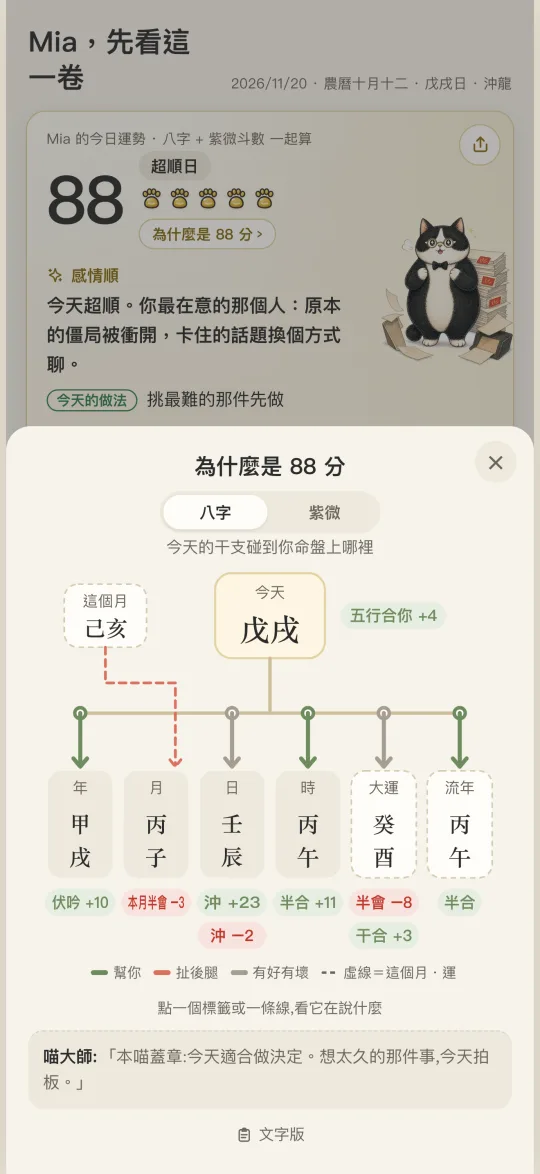 Mia，先看這
一卷
2026/11/20 · 農曆十月十二 · 戊戌日 · 沖龍
Mia 的今日運勢 · 八字 + 紫微斗數 一起算
88
超順日
為什麼是 88 分 ›
感情順
今天超順。你最在意的那個人：原本
的僵局被衝開，卡住的話題換個方式
聊。
今天的做法 挑最難的那件先做
為什麼是 88 分
八字 紫微
今天的干支碰到你命盤上哪裡
這個月
己亥
今天
戊戌
五行合你 +4
年 月 日 時 大運 流年
甲 丙 壬 丙 癸 丙
戌 子 辰 午 酉 午
伏吟 +10 本月半會 −3 沖 +23 半合 +11 半會 −8 半合
沖 −2 干合 +3
幫你 扯後腿 有好有壞 虛線＝這個月 · 運
點一個標籤或一條線,看它在說什麼
喵大師:「本喵蓋章:今天適合做決定。想太久的那件事,今天拍
板。」
文字版